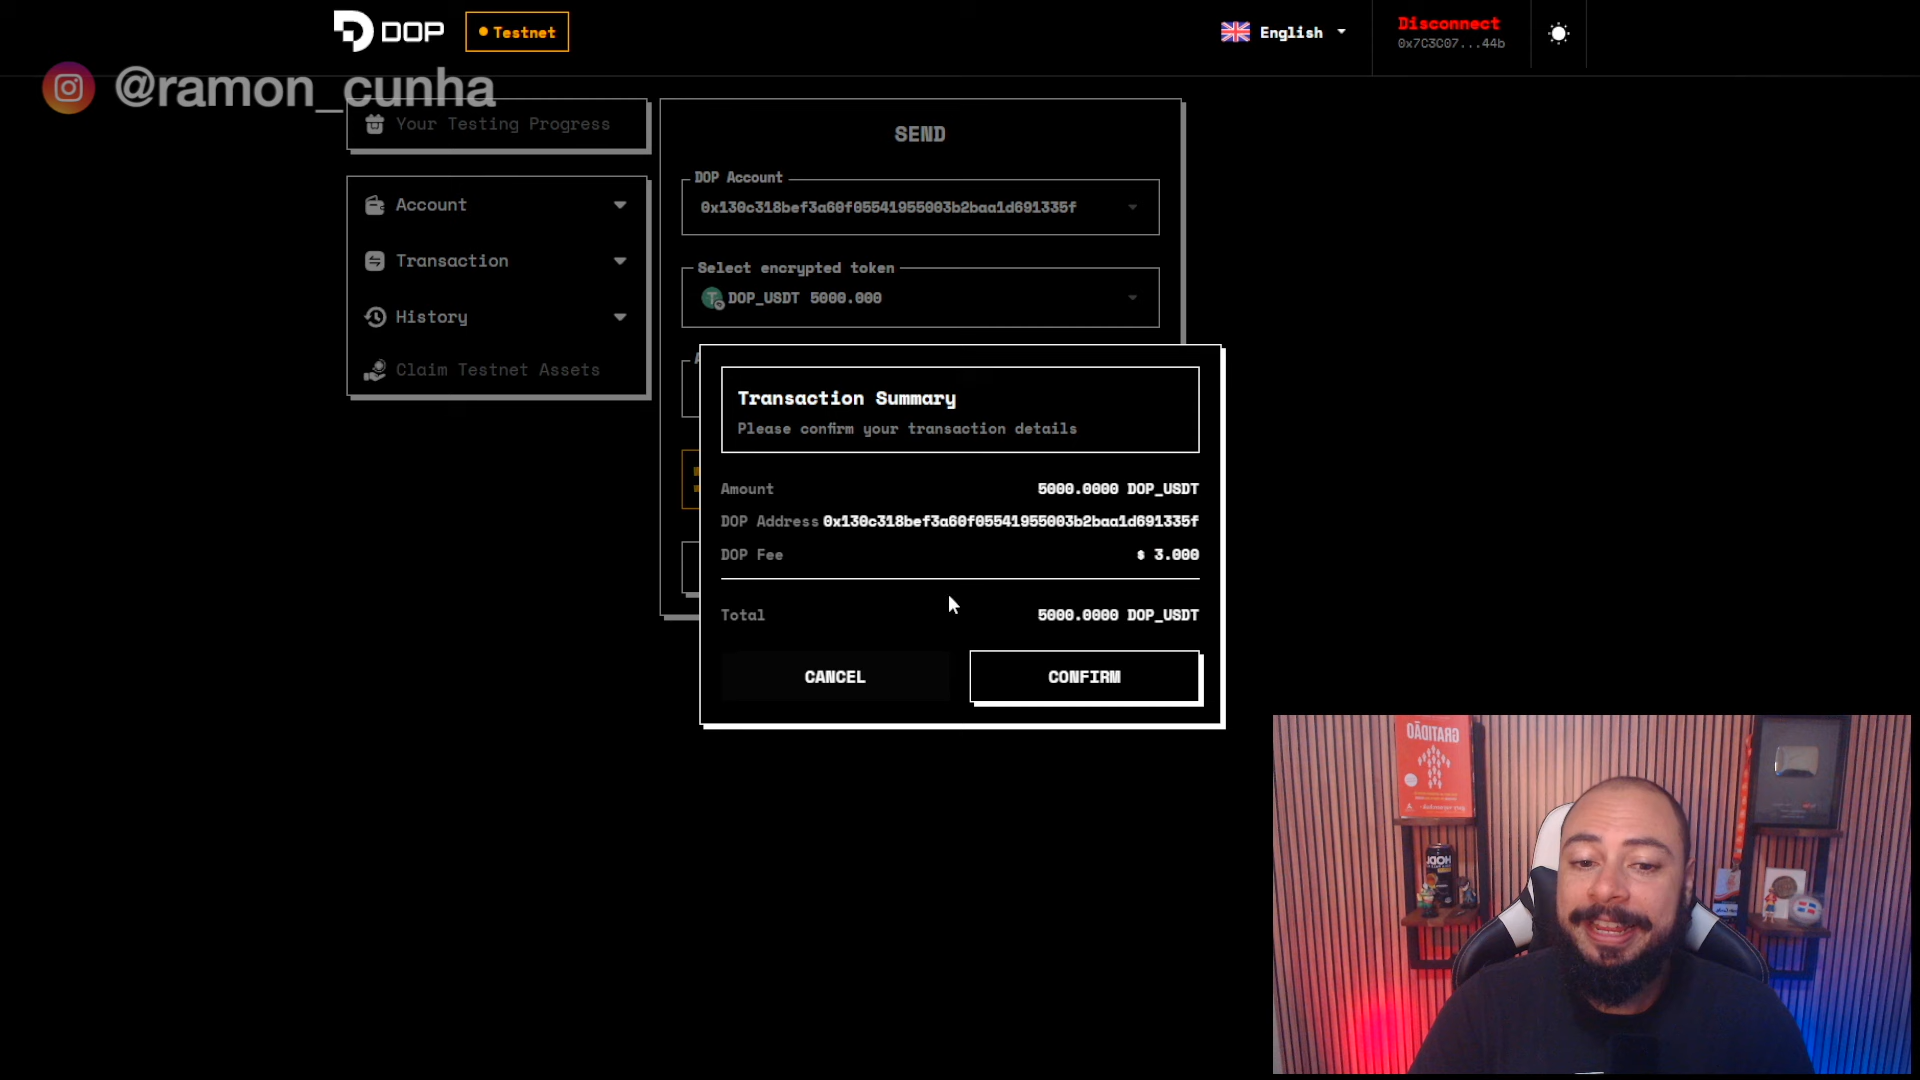 DOP
Testnet
English
Disconnect
0x7C3C07...44b
@ramon_cunha
Your Testing Progress
Account
Transaction
History
Claim Testnet Assets
SEND
DOP Account
0x130c318bef3a60f05541955003b2baa1d691335f
Select encrypted token
DOP_USDT 5000.000
Transaction Summary
Please confirm your transaction details
Amount 5000.0000 DOP_USDT
DOP Address 0x130c318bef3a60f05541955003b2baa1d691335f
DOP Fee $ 3.000
Total 5000.0000 DOP_USDT
CANCEL CONFIRM
GRATIDÃO
HODL